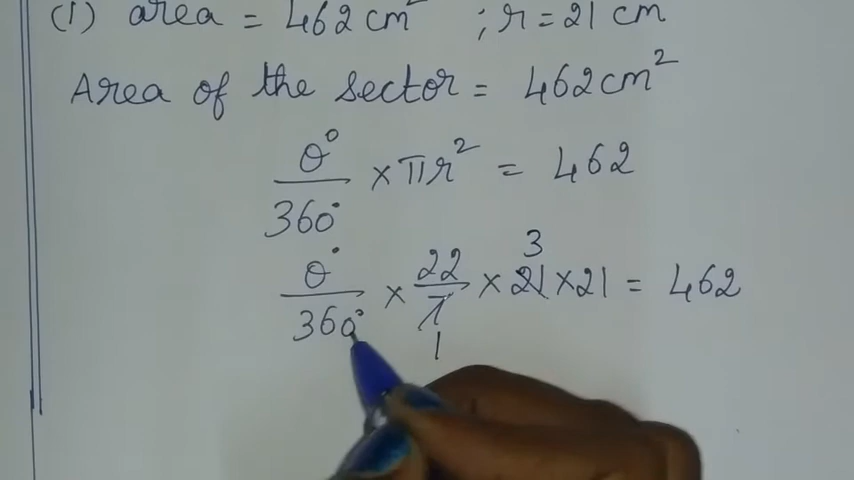 (1) area = 462 cm² ; r = 21 cm
Area of the sector = 462 cm²
θ°/360° × πr² = 462
θ°/360° × 22/7 × 21 × 21 = 462
3
1